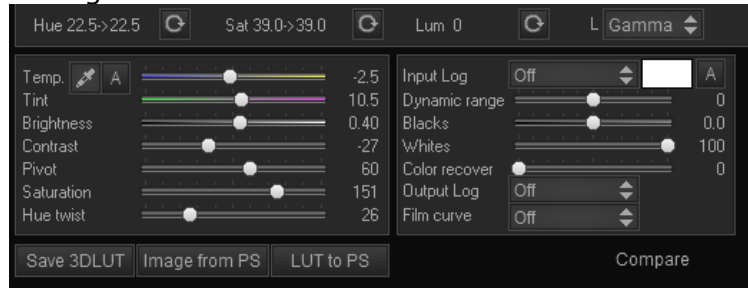 Hue 22.5->22.5 Sat 39.0->39.0 Lum 0 L Gamma
Temp. A -2.5
Tint 10.5
Brightness 0.40
Contrast -27
Pivot 60
Saturation 151
Hue twist 26
Input Log Off A
Dynamic range 0
Blacks 0.0
Whites 100
Color recover 0
Output Log Off
Film curve Off
Save 3DLUT Image from PS LUT to PS Compare